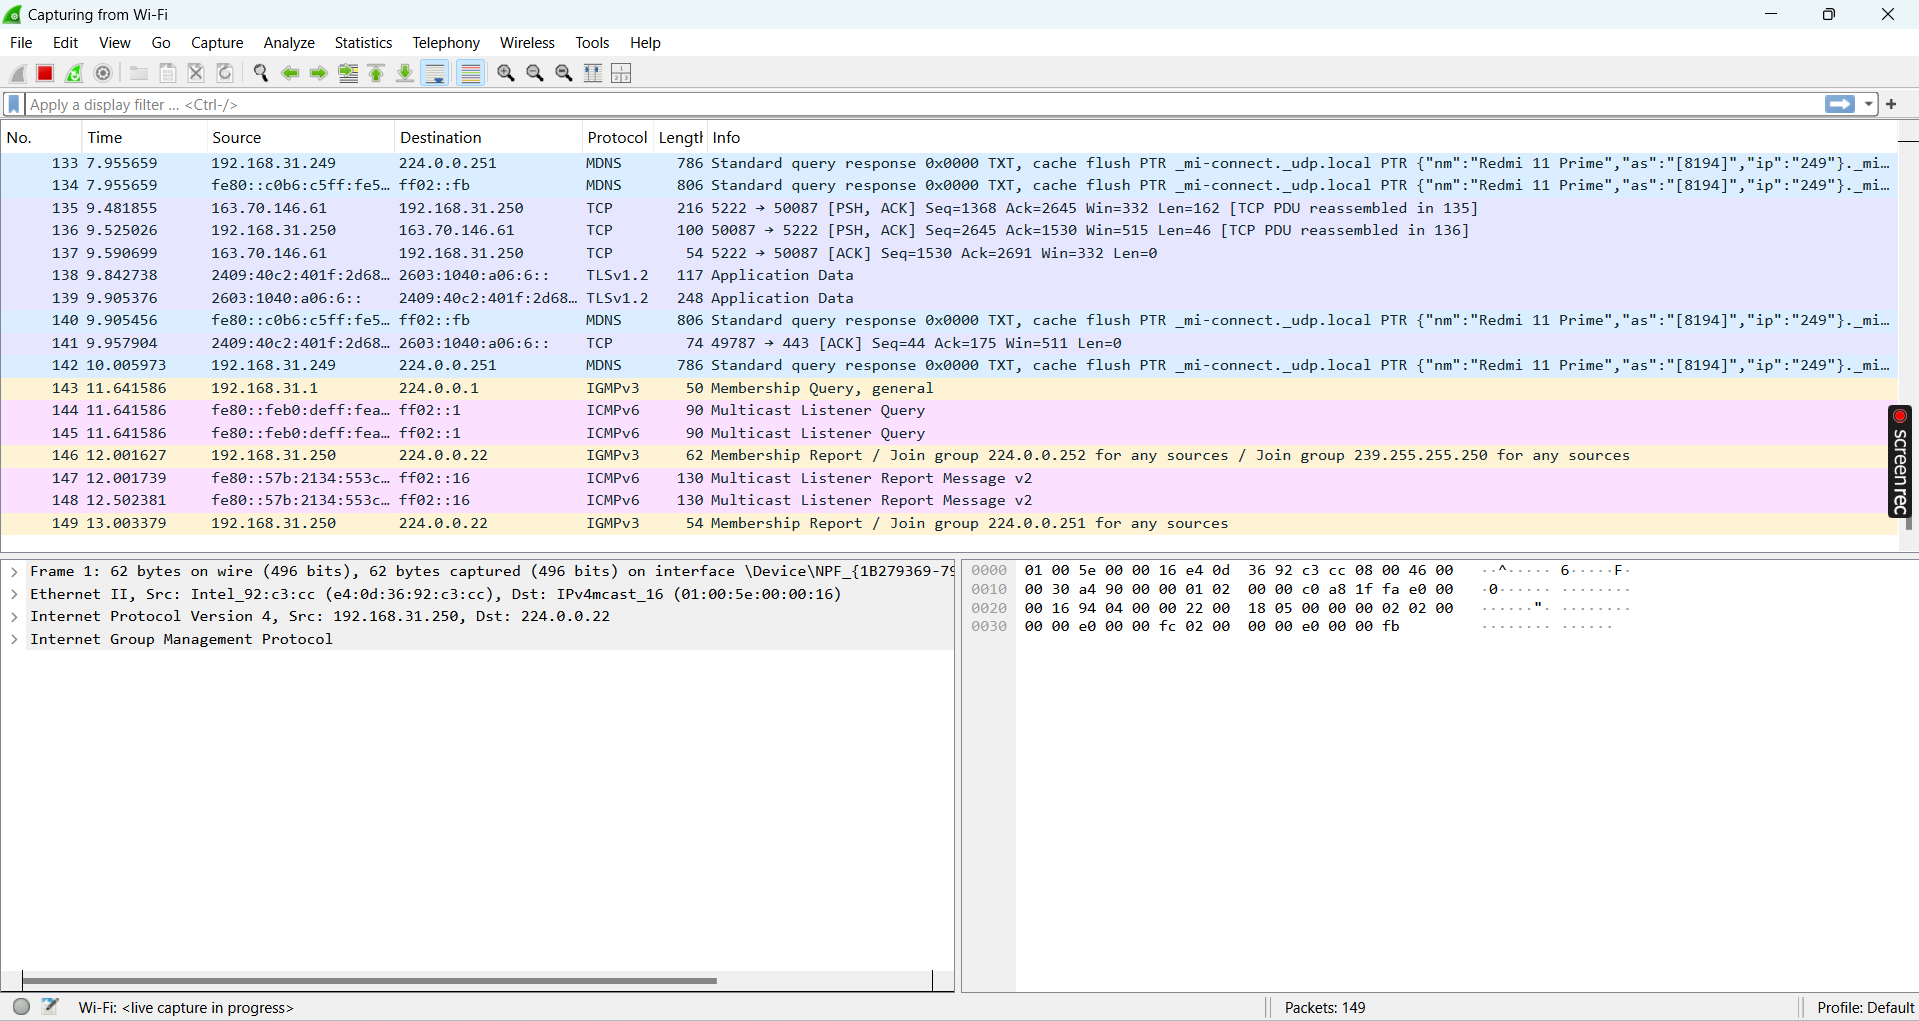 Capturing from Wi-Fi
File Edit View Go Capture Analyze Statistics Telephony Wireless Tools Help
Apply a display filter ... <Ctrl-/>
No. Time Source Destination Protocol Length Info
133 7.955659 192.168.31.249 224.0.0.251 MDNS 786 Standard query response 0x0000 TXT, cache flush PTR _mi-connect._udp.local PTR {"nm":"Redmi 11 Prime","as":"[8194]","ip":"249"}._mi…
134 7.955659 fe80::c0b6:c5ff:fe5… ff02::fb MDNS 806 Standard query response 0x0000 TXT, cache flush PTR _mi-connect._udp.local PTR {"nm":"Redmi 11 Prime","as":"[8194]","ip":"249"}._mi…
135 9.481855 163.70.146.61 192.168.31.250 TCP 216 5222 → 50087 [PSH, ACK] Seq=1368 Ack=2645 Win=332 Len=162 [TCP PDU reassembled in 135]
136 9.525026 192.168.31.250 163.70.146.61 TCP 100 50087 → 5222 [PSH, ACK] Seq=2645 Ack=1530 Win=515 Len=46 [TCP PDU reassembled in 136]
137 9.590699 163.70.146.61 192.168.31.250 TCP 54 5222 → 50087 [ACK] Seq=1530 Ack=2691 Win=332 Len=0
138 9.842738 2409:40c2:401f:2d68… 2603:1040:a06:6:: TLSv1.2 117 Application Data
139 9.905376 2603:1040:a06:6:: 2409:40c2:401f:2d68… TLSv1.2 248 Application Data
140 9.905456 fe80::c0b6:c5ff:fe5… ff02::fb MDNS 806 Standard query response 0x0000 TXT, cache flush PTR _mi-connect._udp.local PTR {"nm":"Redmi 11 Prime","as":"[8194]","ip":"249"}._mi…
141 9.957904 2409:40c2:401f:2d68… 2603:1040:a06:6:: TCP 74 49787 → 443 [ACK] Seq=44 Ack=175 Win=511 Len=0
142 10.005973 192.168.31.249 224.0.0.251 MDNS 786 Standard query response 0x0000 TXT, cache flush PTR _mi-connect._udp.local PTR {"nm":"Redmi 11 Prime","as":"[8194]","ip":"249"}._mi…
143 11.641586 192.168.31.1 224.0.0.1 IGMPv3 50 Membership Query, general
144 11.641586 fe80::feb0:deff:fea… ff02::1 ICMPv6 90 Multicast Listener Query
145 11.641586 fe80::feb0:deff:fea… ff02::1 ICMPv6 90 Multicast Listener Query
146 12.001627 192.168.31.250 224.0.0.22 IGMPv3 62 Membership Report / Join group 224.0.0.252 for any sources / Join group 239.255.255.250 for any sources
147 12.001739 fe80::57b:2134:553c… ff02::16 ICMPv6 130 Multicast Listener Report Message v2
148 12.502381 fe80::57b:2134:553c… ff02::16 ICMPv6 130 Multicast Listener Report Message v2
149 13.003379 192.168.31.250 224.0.0.22 IGMPv3 54 Membership Report / Join group 224.0.0.251 for any sources
screenrec
Frame 1: 62 bytes on wire (496 bits), 62 bytes captured (496 bits) on interface \Device\NPF_{1B279369-79
Ethernet II, Src: Intel_92:c3:cc (e4:0d:36:92:c3:cc), Dst: IPv4mcast_16 (01:00:5e:00:00:16)
Internet Protocol Version 4, Src: 192.168.31.250, Dst: 224.0.0.22
Internet Group Management Protocol
0000 01 00 5e 00 00 16 e4 0d 36 92 c3 cc 08 00 46 00 ··^····· 6·····F·
0010 00 30 a4 90 00 00 01 02 00 00 c0 a8 1f fa e0 00 ·0······ ········
0020 00 16 94 04 00 00 22 00 18 05 00 00 00 02 02 00 ······"· ········
0030 00 00 e0 00 00 fc 02 00 00 00 e0 00 00 fb ········ ······
Wi-Fi: <live capture in progress>
Packets: 149
Profile: Default